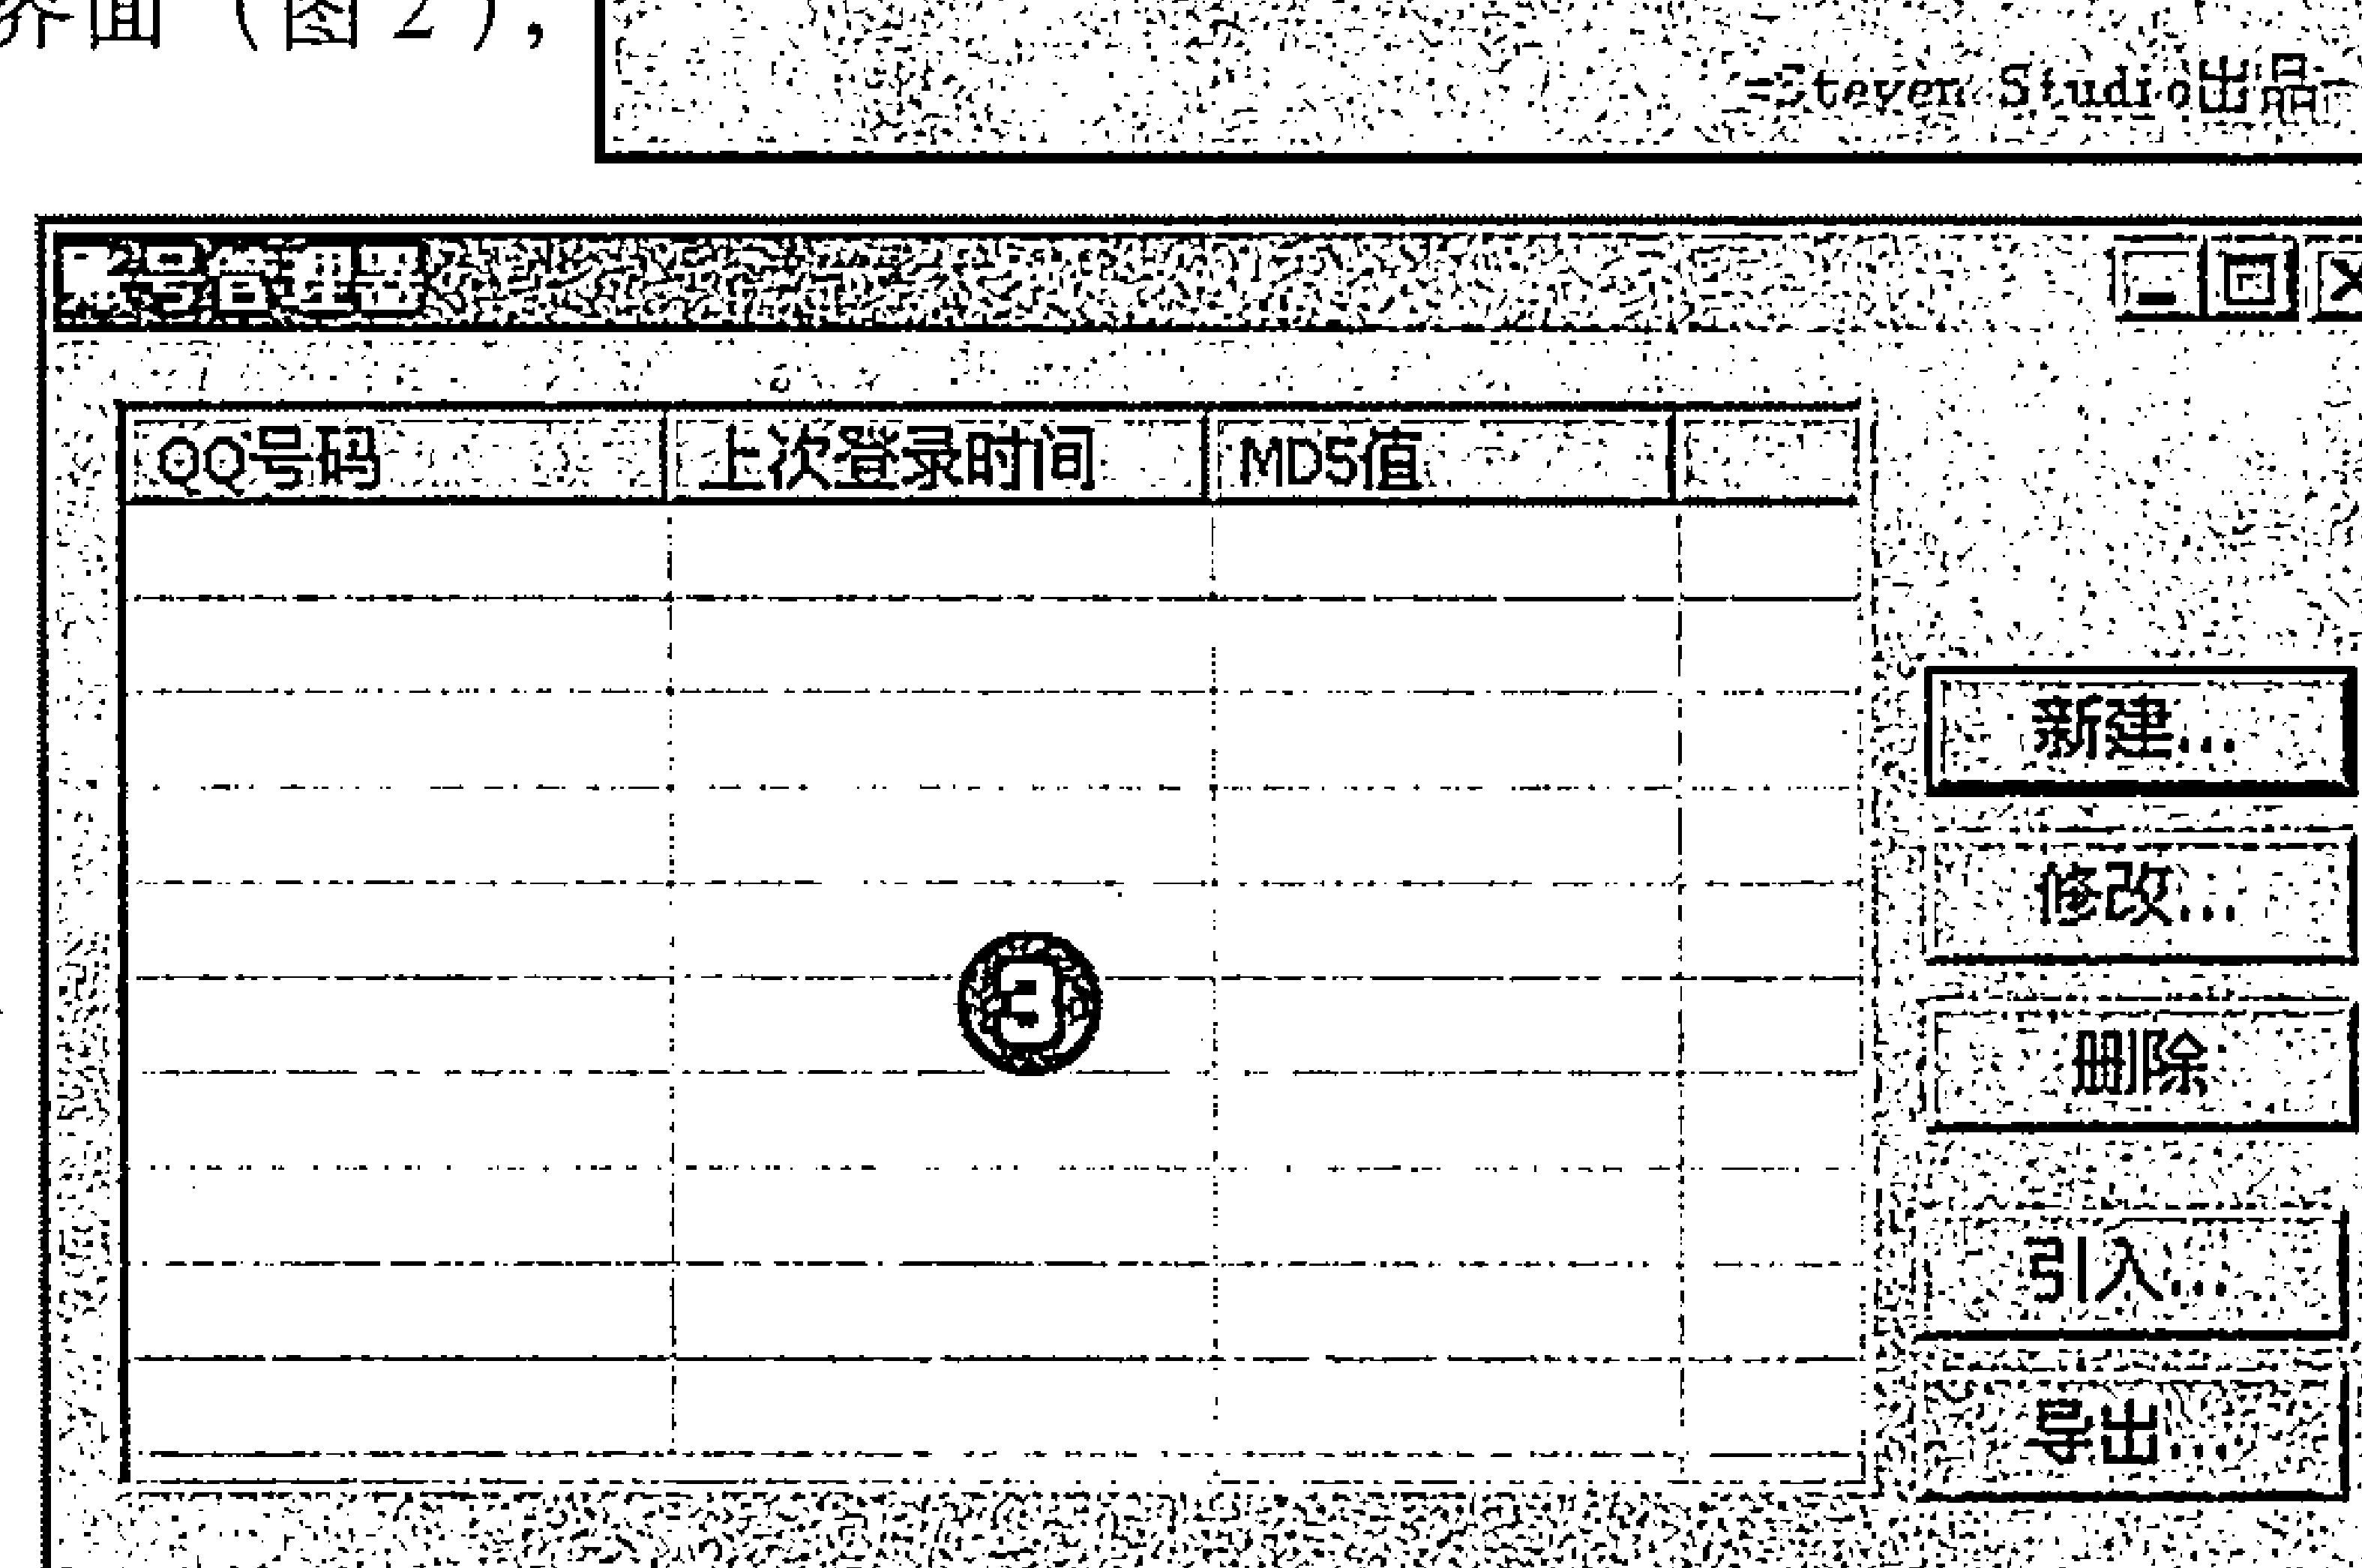 界面（图2），
=Steven Studio出品=
账号管理器
QQ号码 上次登录时间 MD5值
3
新建...
修改...
删除
引入...
导出...